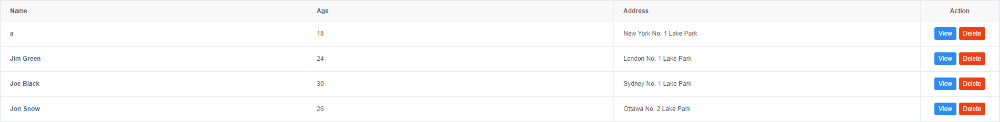 Name Age Address Action
a 18 New York No. 1 Lake Park View Delete
Jim Green 24 London No. 1 Lake Park View Delete
Joe Black 30 Sydney No. 1 Lake Park View Delete
Jon Snow 26 Ottawa No. 2 Lake Park View Delete